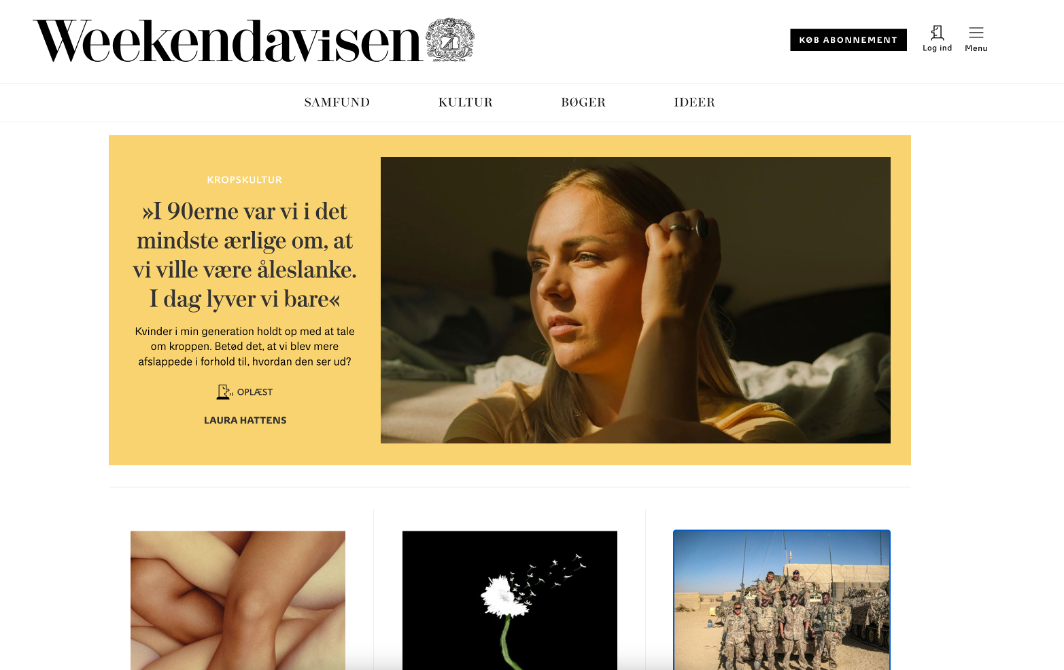 Weekendavisen
KØB ABONNEMENT
Log ind
Menu
SAMFUND
KULTUR
BØGER
IDEER
KROPSKULTUR
»I 90erne var vi i det
mindste ærlige om, at
vi ville være åleslanke.
I dag lyver vi bare«
Kvinder i min generation holdt op med at tale
om kroppen. Betød det, at vi blev mere
afslappede i forhold til, hvordan den ser ud?
OPLÆST
LAURA HATTENS